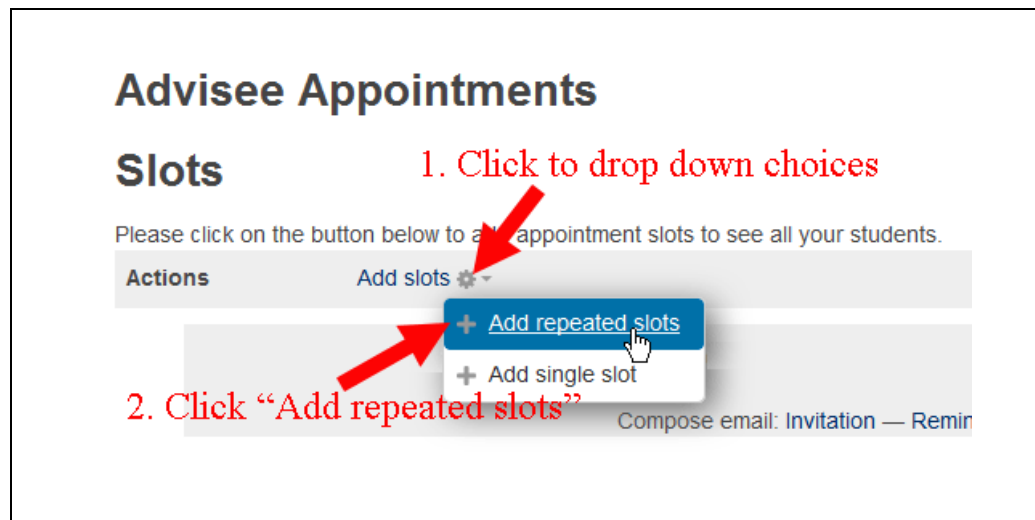 Advisee Appointments
Slots
1. Click to drop down choices
Please click on the button below to appointment slots to see all your students.
Actions Add slots
Add repeated slots
Add single slot
2. Click “Add repeated slots”
Compose email: Invitation —